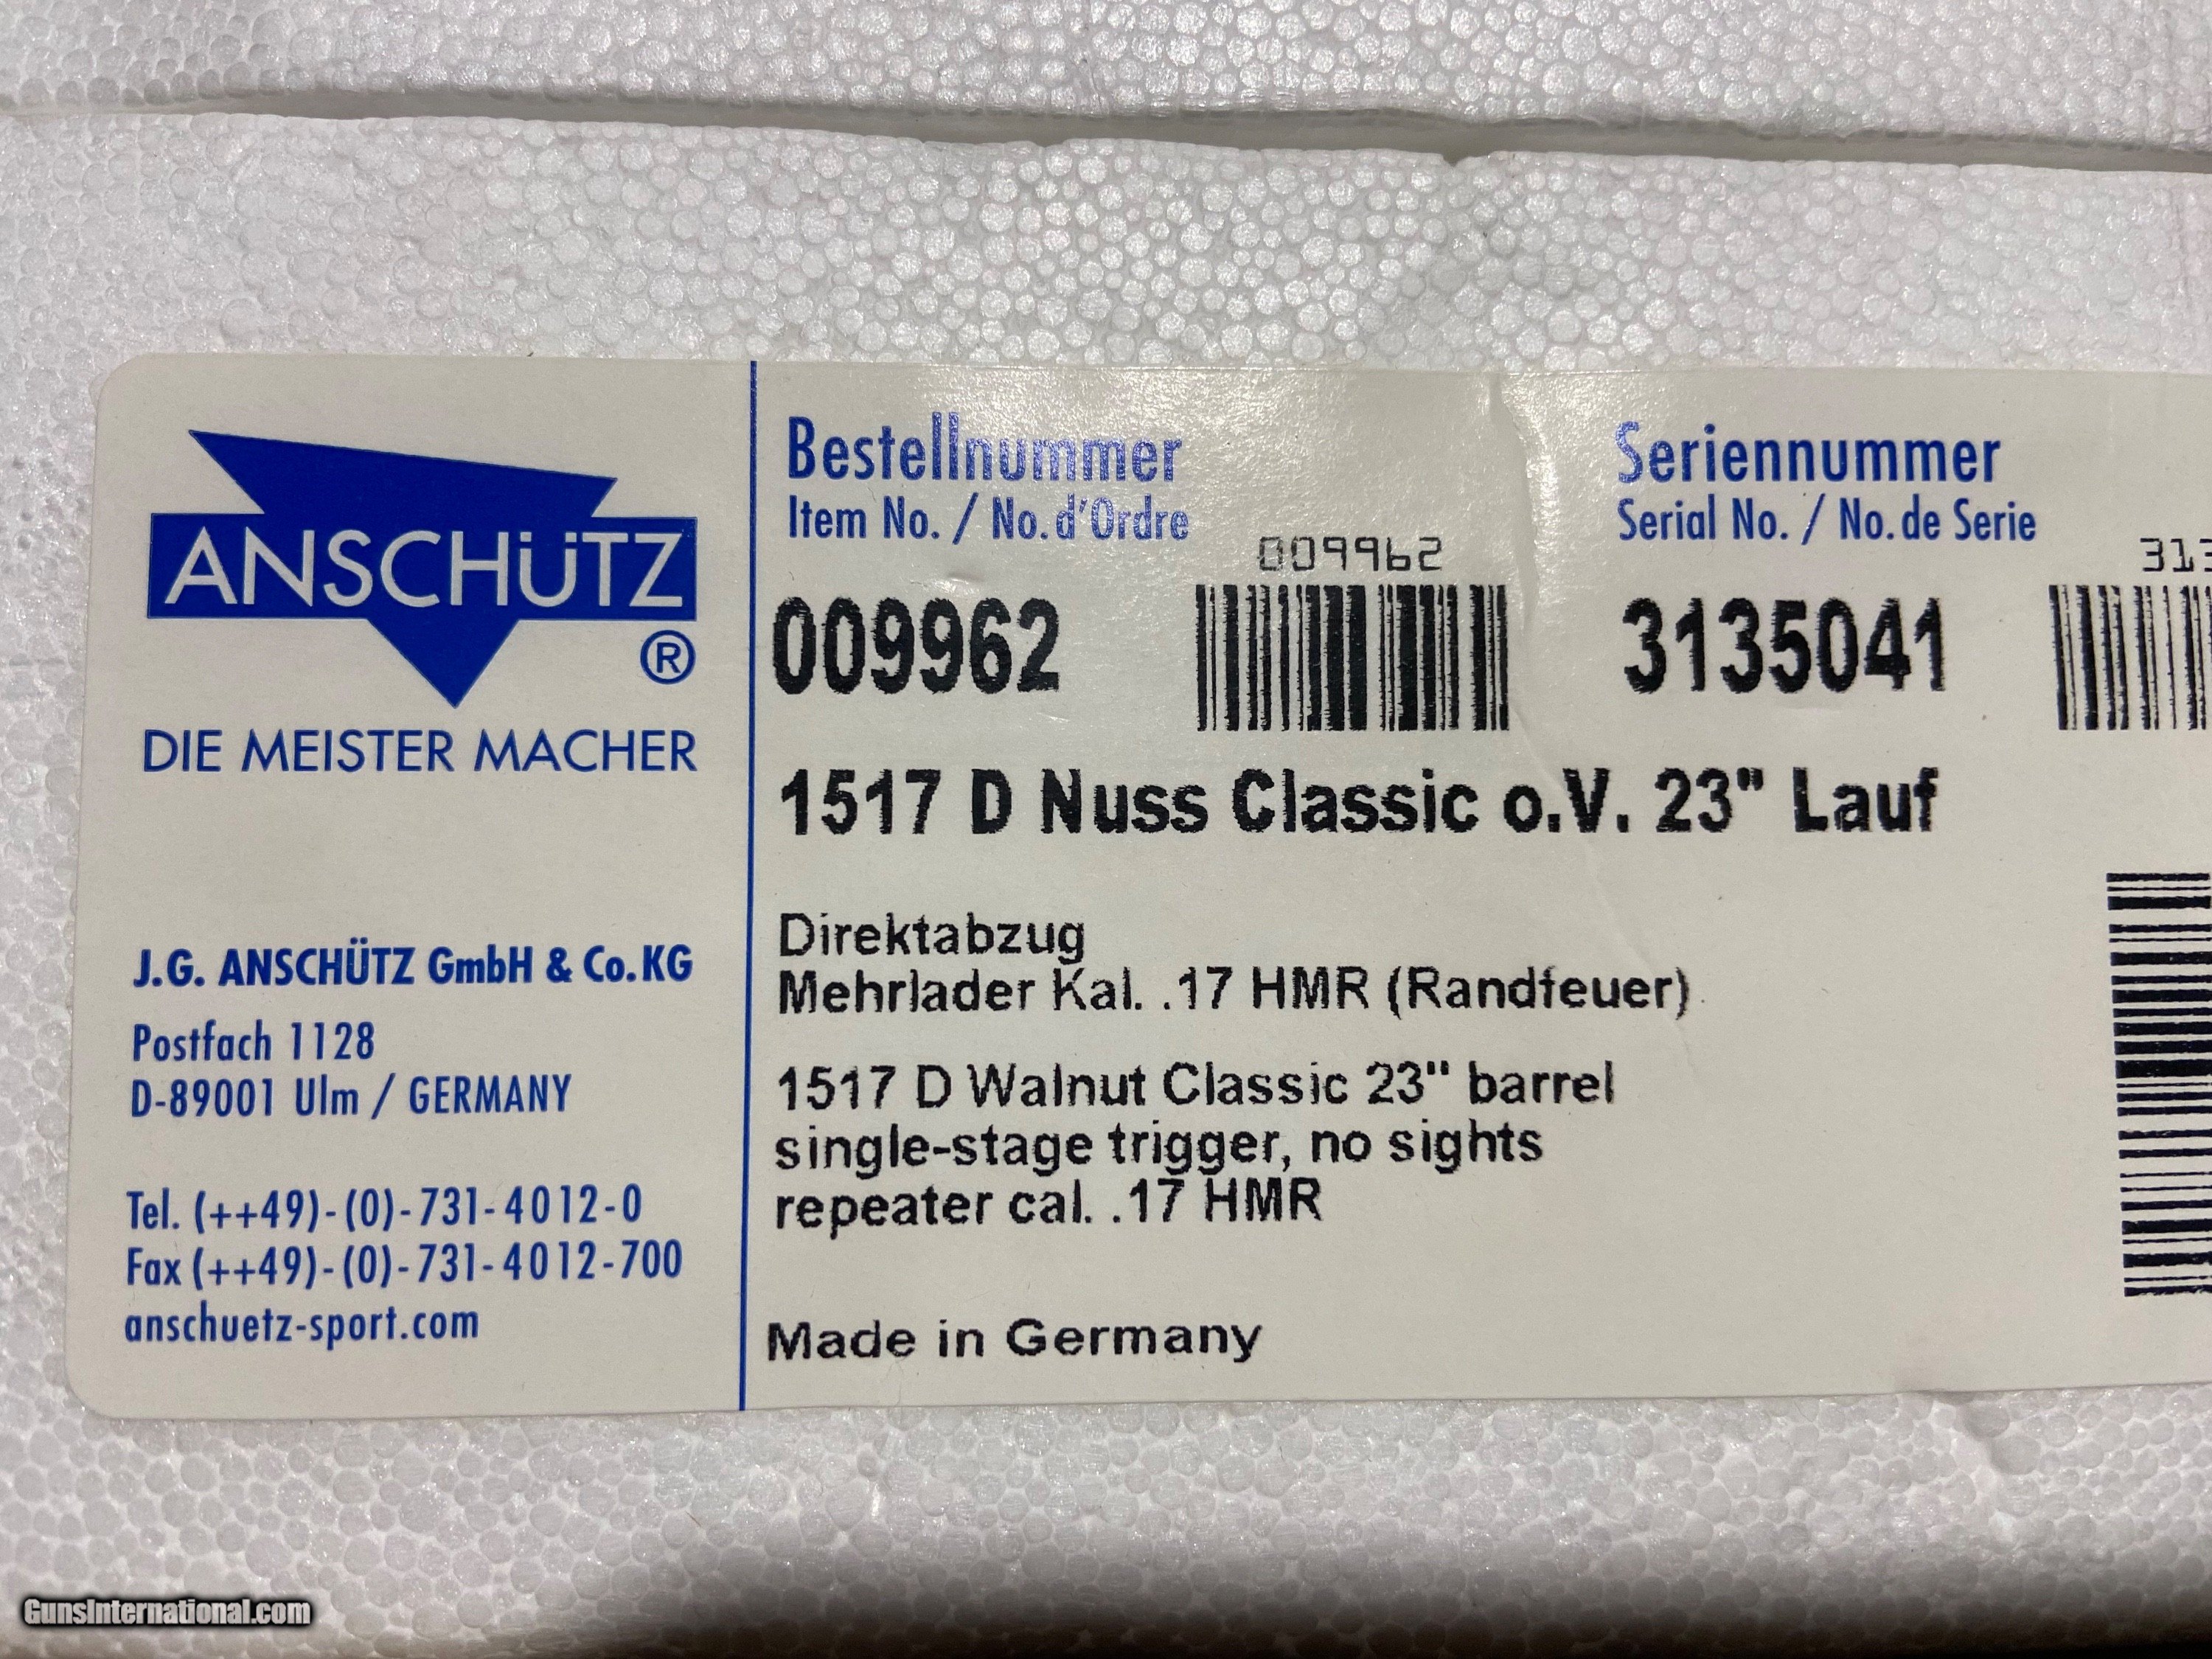 ANSCHÜTZ
®
DIE MEISTER MACHER
J.G. ANSCHÜTZ GmbH & Co.KG
Postfach 1128
D-89001 Ulm / GERMANY
Tel. (++49)-(0)-731-4012-0
Fax (++49)-(0)-731-4012-700
anschuetz-sport.com
Bestellnummer
Item No. / No.d'Ordre
009962
009962
Seriennummer
Serial No. / No.de Serie
313
3135041
1517 D Nuss Classic o.V. 23" Lauf
Direktabzug
Mehrlader Kal. .17 HMR (Randfeuer)
1517 D Walnut Classic 23" barrel
single-stage trigger, no sights
repeater cal. .17 HMR
Made in Germany
GunsInternational.com